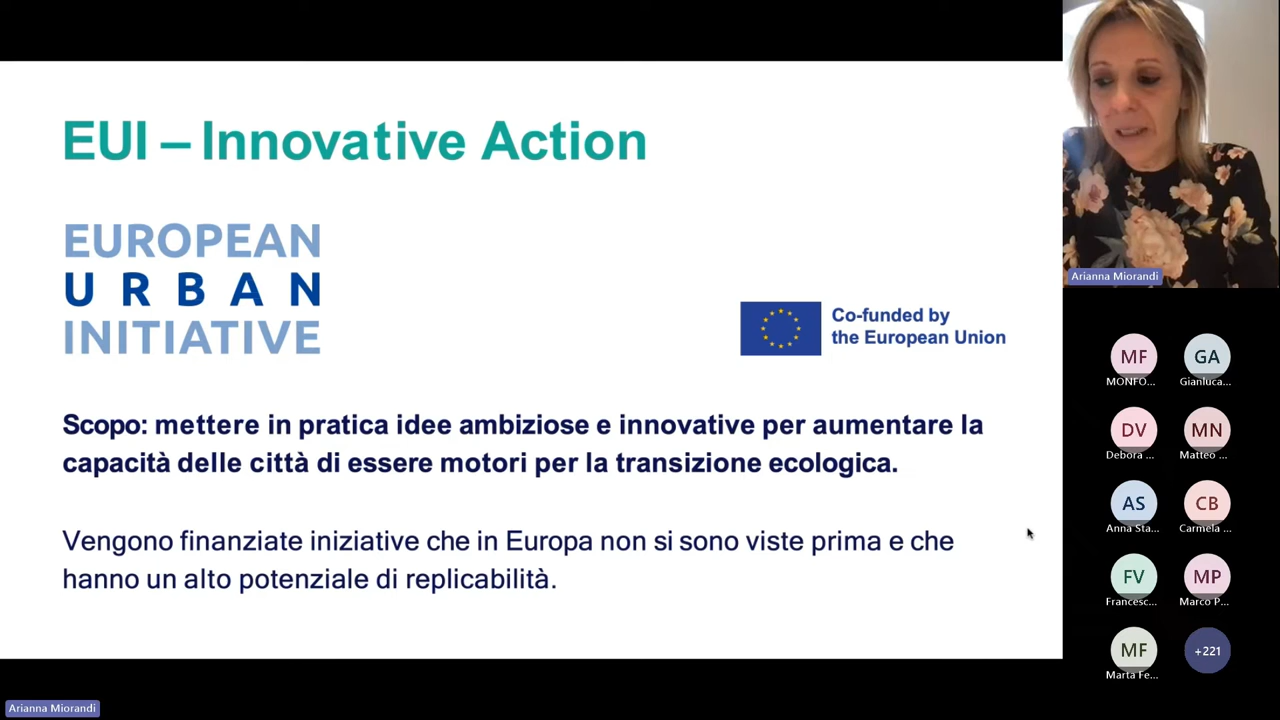 EUI – Innovative Action
EUROPEAN
URBAN
INITIATIVE
Co-funded by
the European Union
Scopo: mettere in pratica idee ambiziose e innovative per aumentare la
capacità delle città di essere motori per la transizione ecologica.
Vengono finanziate iniziative che in Europa non si sono viste prima e che
hanno un alto potenziale di replicabilità.
Arianna Miorandi
MF
MONFO...
GA
Gianluca...
DV
Debora ...
MN
Matteo ...
AS
Anna Sta...
CB
Carmela ...
FV
Francesc...
MP
Marco P...
MF
Marta Fe...
+221
Arianna Miorandi